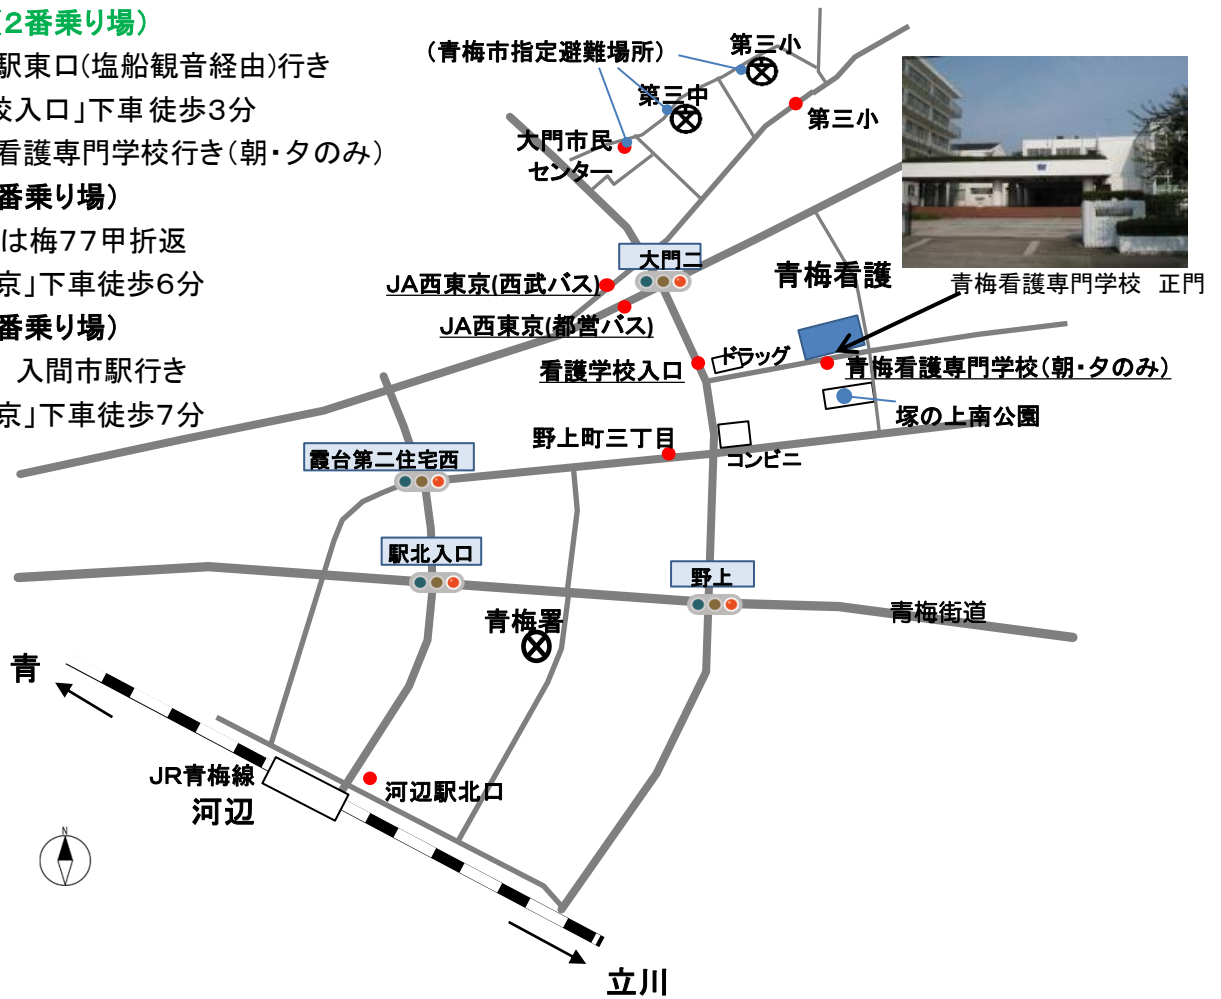 （2番乗り場）
駅東口(塩船観音経由)行き
校入口」下車徒歩3分
看護専門学校行き（朝・夕のみ）
番乗り場）
は梅77甲折返
京」下車徒歩6分
番乗り場）
入間市駅行き
京」下車徒歩7分
（青梅市指定避難場所）
第三小
第三中
第三小
大門市民
センター
大門二
JA西東京(西武バス)
JA西東京(都営バス)
青梅看護
青梅看護専門学校　正門
看護学校入口
ドラッグ
青梅看護専門学校（朝・夕のみ）
塚の上南公園
野上町三丁目
コンビニ
霞台第二住宅西
駅北入口
野上
青梅街道
青梅署
青
JR青梅線
河辺
河辺駅北口
N
立川